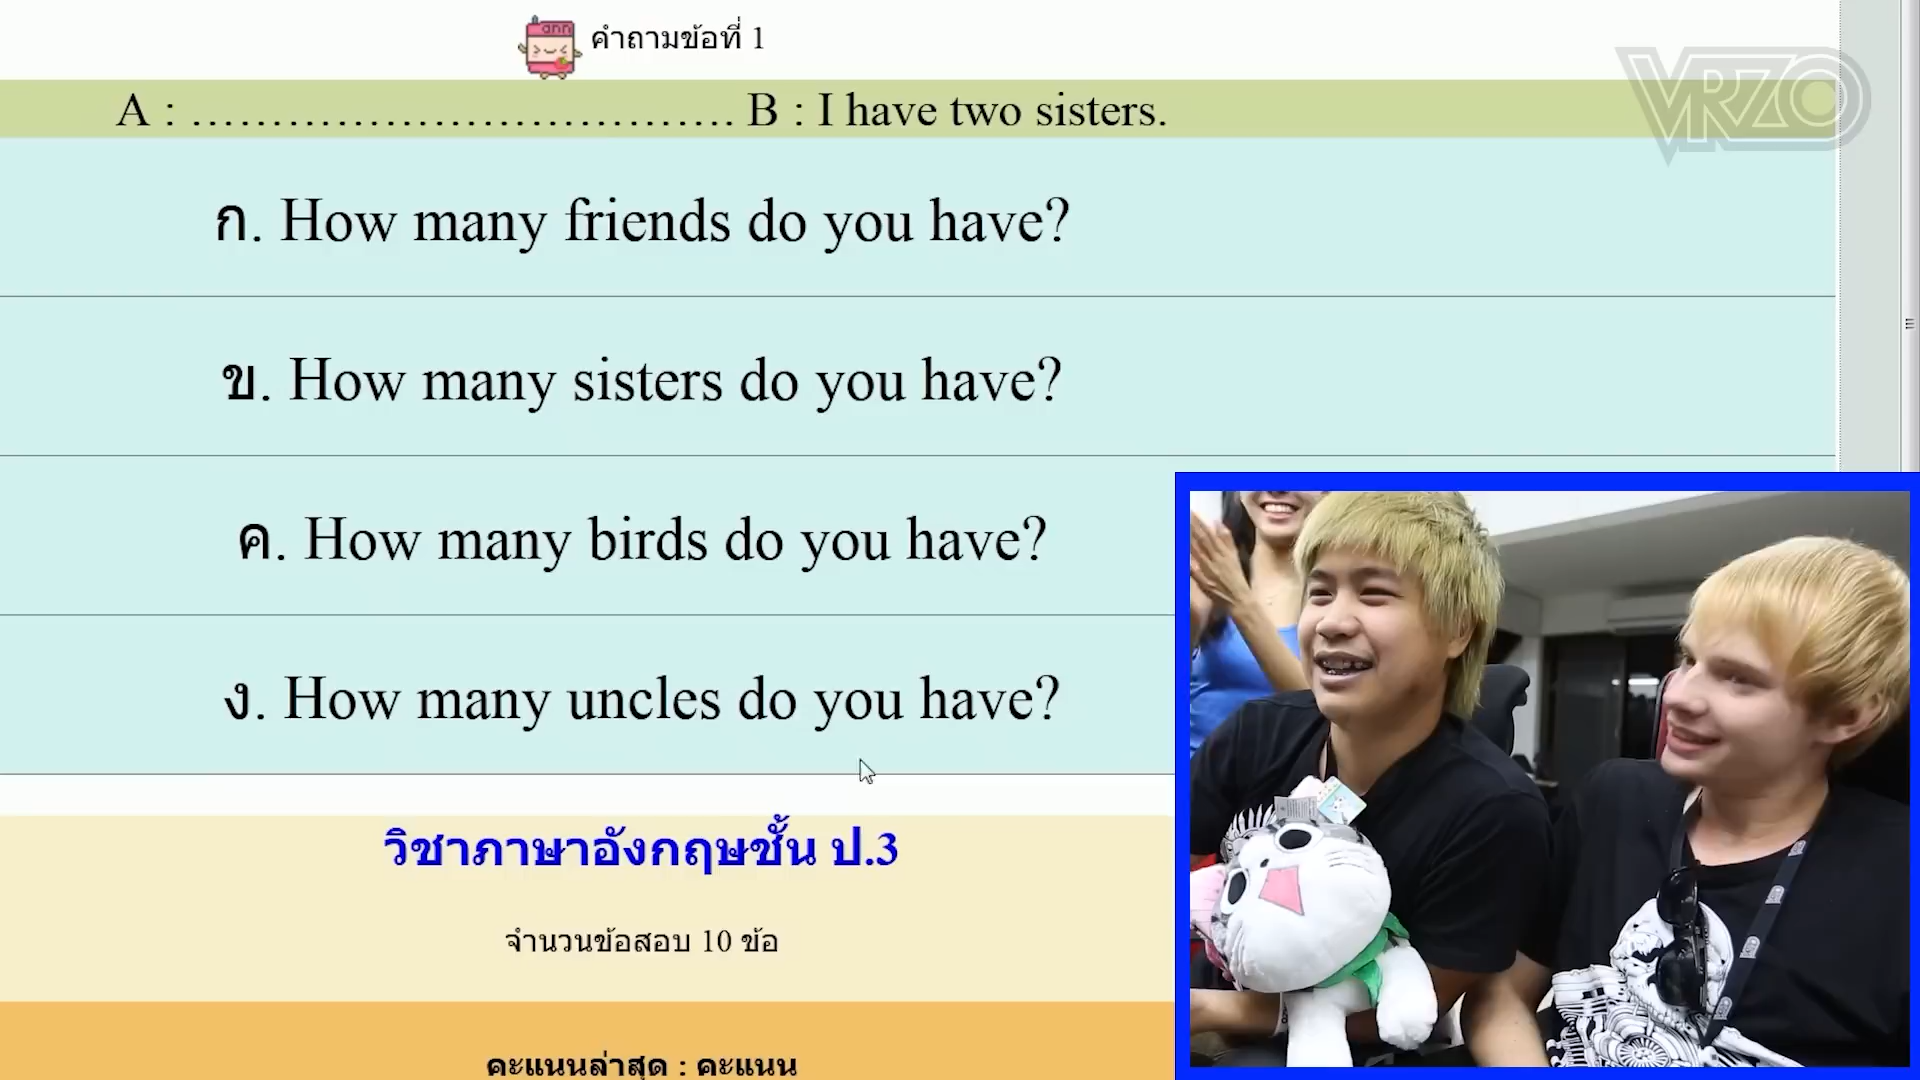 ann
คำถามข้อที่ 1
VRZO
A : ………………………………. B : I have two sisters.
ก. How many friends do you have?
ข. How many sisters do you have?
ค. How many birds do you have?
ง. How many uncles do you have?
วิชาภาษาอังกฤษชั้น ป.3
จำนวนข้อสอบ 10 ข้อ
คะแนนล่าสุด : คะแนน